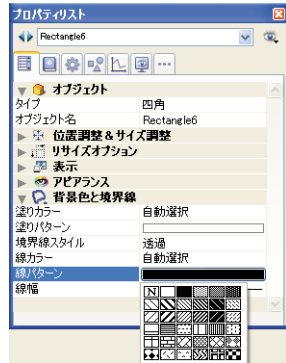 プロパティリスト
Rectangle6
オブジェクト
タイプ 四角
オブジェクト名 Rectangle6
位置調整＆サイズ調整
リサイズオプション
表示
アピアランス
背景色と境界線
塗りカラー 自動選択
塗りパターン
境界線スタイル 透過
線カラー 自動選択
線パターン
線幅
N